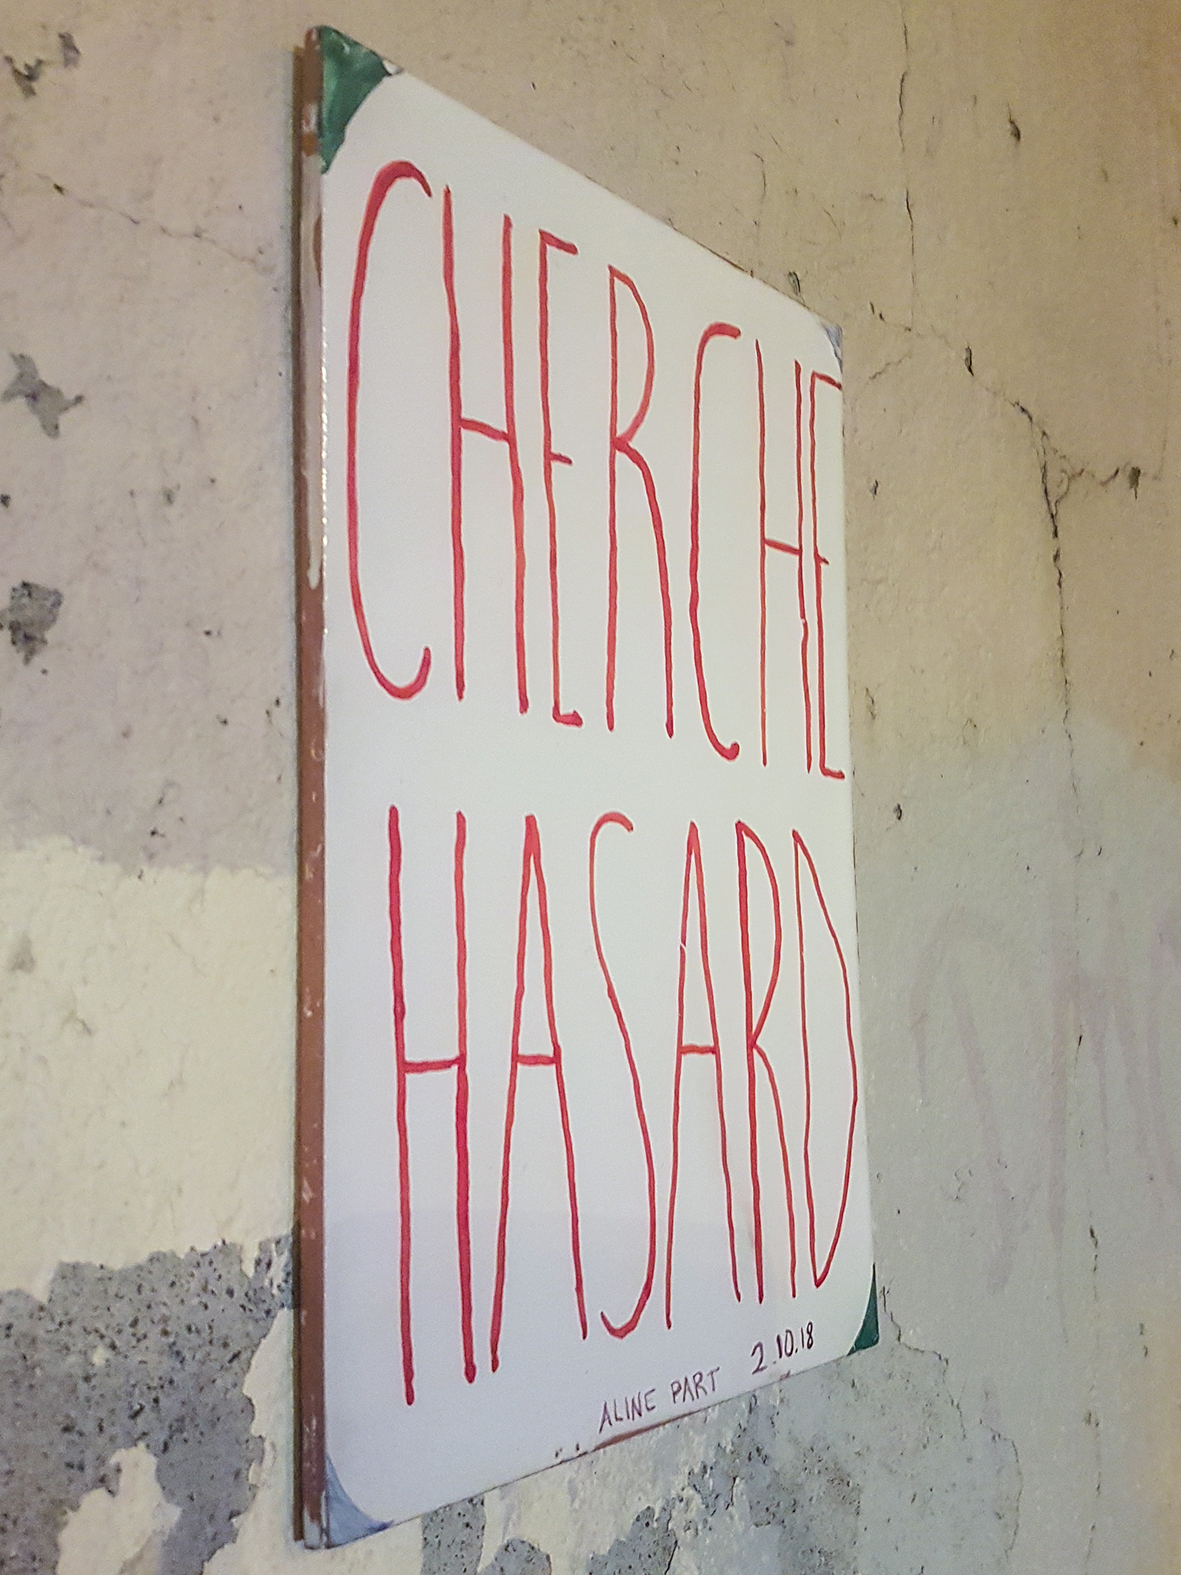 CHERCHE
HASARD
ALINE PART 2.10.18